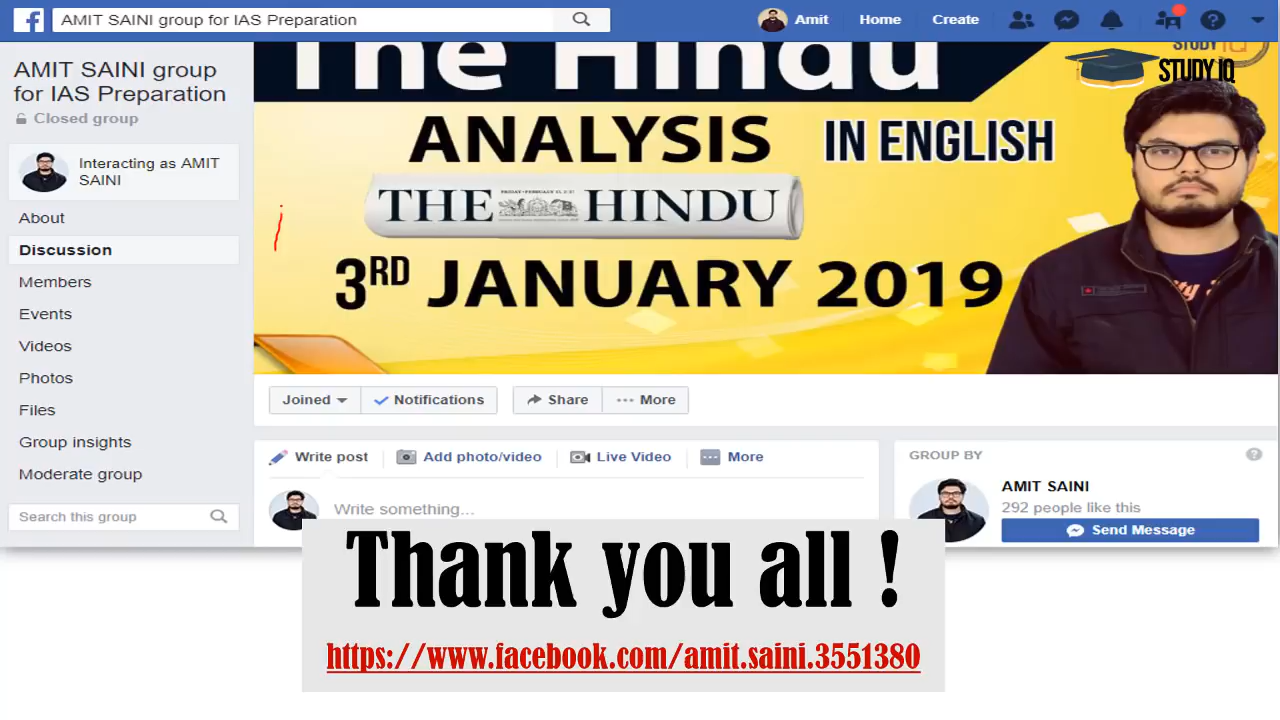 AMIT SAINI group for IAS Preparation
Amit
Home
Create
AMIT SAINI group
for IAS Preparation
Closed group
Interacting as AMIT
SAINI
About
Discussion
Members
Events
Videos
Photos
Files
Group insights
Moderate group
Search this group
The Hindu
STUDY IQ
STUDY IQ
ANALYSIS
IN ENGLISH
THE HINDU
3RD JANUARY 2019
Joined
Notifications
Share
More
Write post
Add photo/video
Live Video
More
Write something...
GROUP BY
AMIT SAINI
292 people like this
Send Message
Thank you all !
https://www.facebook.com/amit.saini.3551380